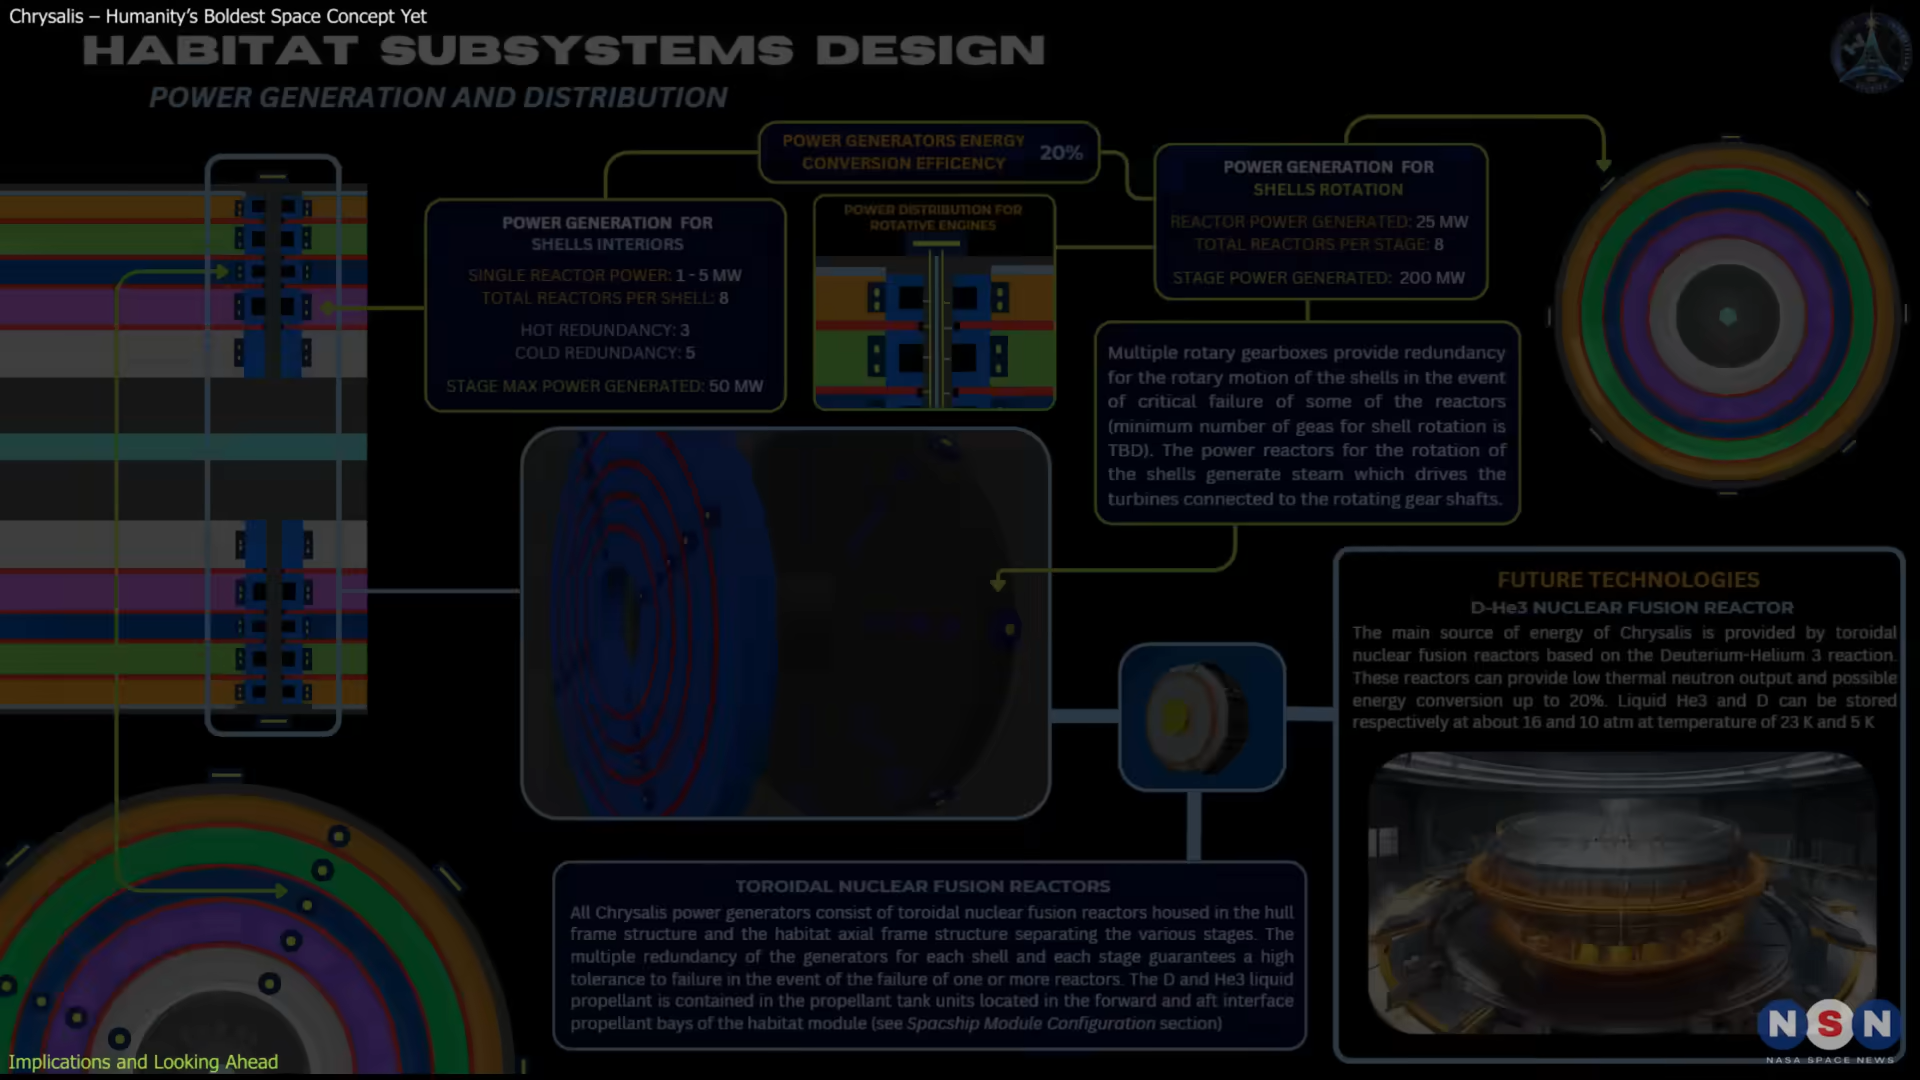 Chrysalis – Humanity's Boldest Space Concept Yet
HABITAT SUBSYSTEMS DESIGN
POWER GENERATION AND DISTRIBUTION
POWER GENERATORS ENERGY
CONVERSION EFFICENCY
20%
POWER GENERATION FOR
SHELLS INTERIORS
SINGLE REACTOR POWER: 1 - 5 MW
TOTAL REACTORS PER SHELL: 8
HOT REDUNDANCY: 3
COLD REDUNDANCY: 5
STAGE MAX POWER GENERATED: 50 MW
POWER DISTRIBUTION FOR
ROTATIVE ENGINES
POWER GENERATION FOR
SHELLS ROTATION
REACTOR POWER GENERATED: 25 MW
TOTAL REACTORS PER STAGE: 8
STAGE POWER GENERATED: 200 MW
Multiple rotary gearboxes provide redundancy
for the rotary motion of the shells in the event
of critical failure of some of the reactors
(minimum number of geas for shell rotation is
TBD). The power reactors for the rotation of
the shells generate steam which drives the
turbines connected to the rotating gear shafts.
FUTURE TECHNOLOGIES
D-He3 NUCLEAR FUSION REACTOR
The main source of energy of Chrysalis is provided by toroidal
nuclear fusion reactors based on the Deuterium-Helium 3 reaction.
These reactors can provide low thermal neutron output and possible
energy conversion up to 20%. Liquid He3 and D can be stored
respectively at about 16 and 10 atm at temperature of 23 K and 5 K
TOROIDAL NUCLEAR FUSION REACTORS
All Chrysalis power generators consist of toroidal nuclear fusion reactors housed in the hull
frame structure and the habitat axial frame structure separating the various stages. The
multiple redundancy of the generators for each shell and each stage guarantees a high
tolerance to failure in the event of the failure of one or more reactors. The D and He3 liquid
propellant is contained in the propellant tank units located in the forward and aft interface
propellant bays of the habitat module (see Spacship Module Configuration section)
NSN
NASA SPACE NEWS
Implications and Looking Ahead